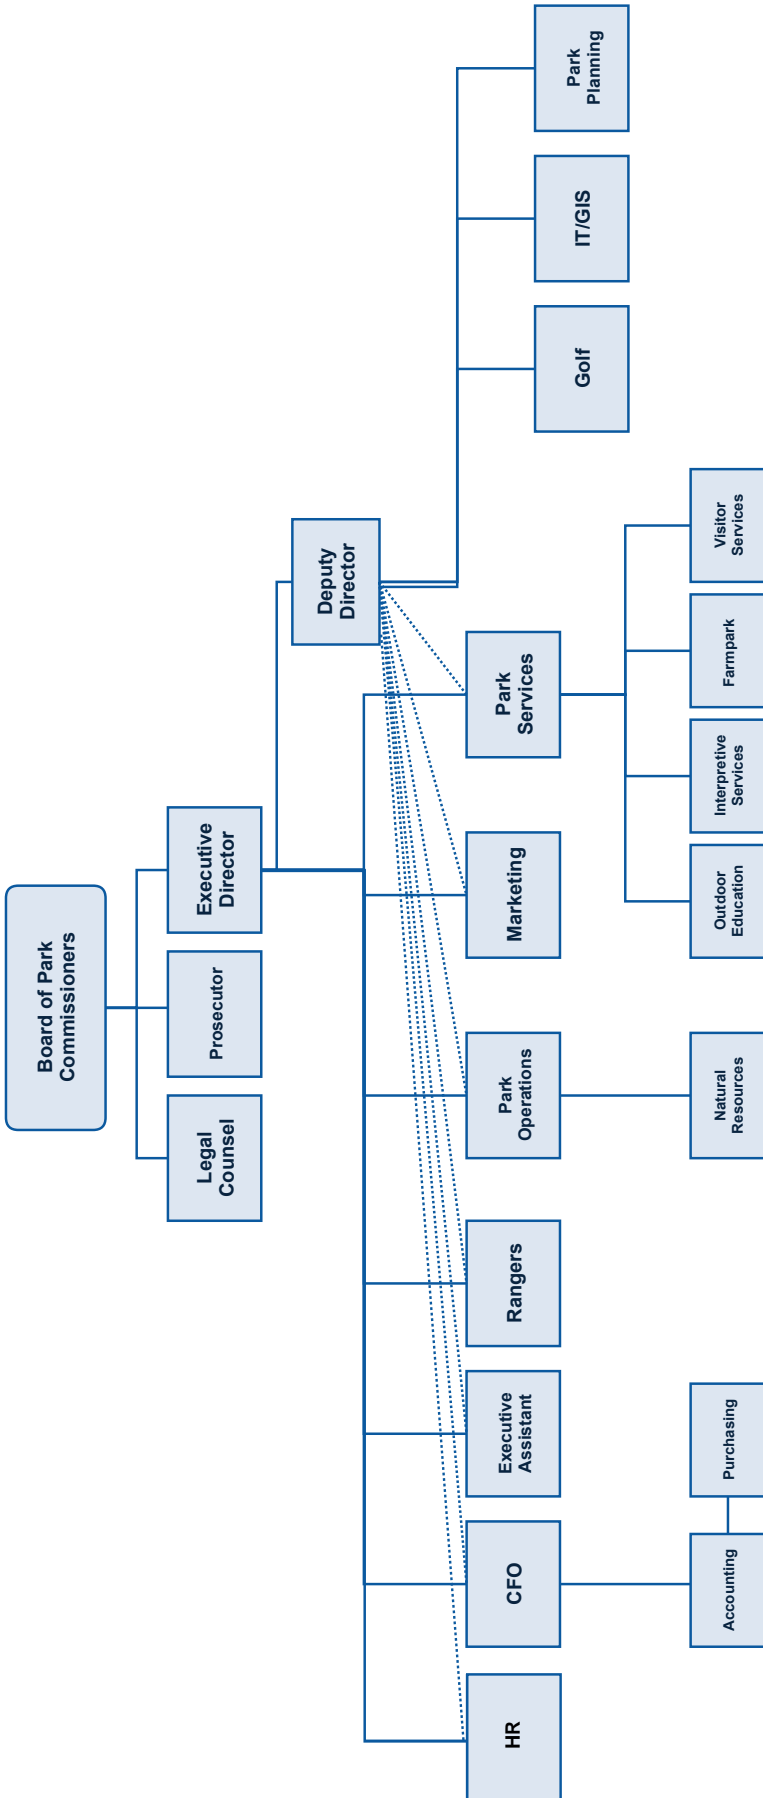 Board of Park
Commissioners
Legal
Counsel
Prosecutor
Executive
Director
Deputy
Director
HR
CFO
Executive
Assistant
Rangers
Park
Operations
Marketing
Park
Services
Golf
IT/GIS
Park
Planning
Accounting
Purchasing
Natural
Resources
Outdoor
Education
Interpretive
Services
Farmpark
Visitor
Services